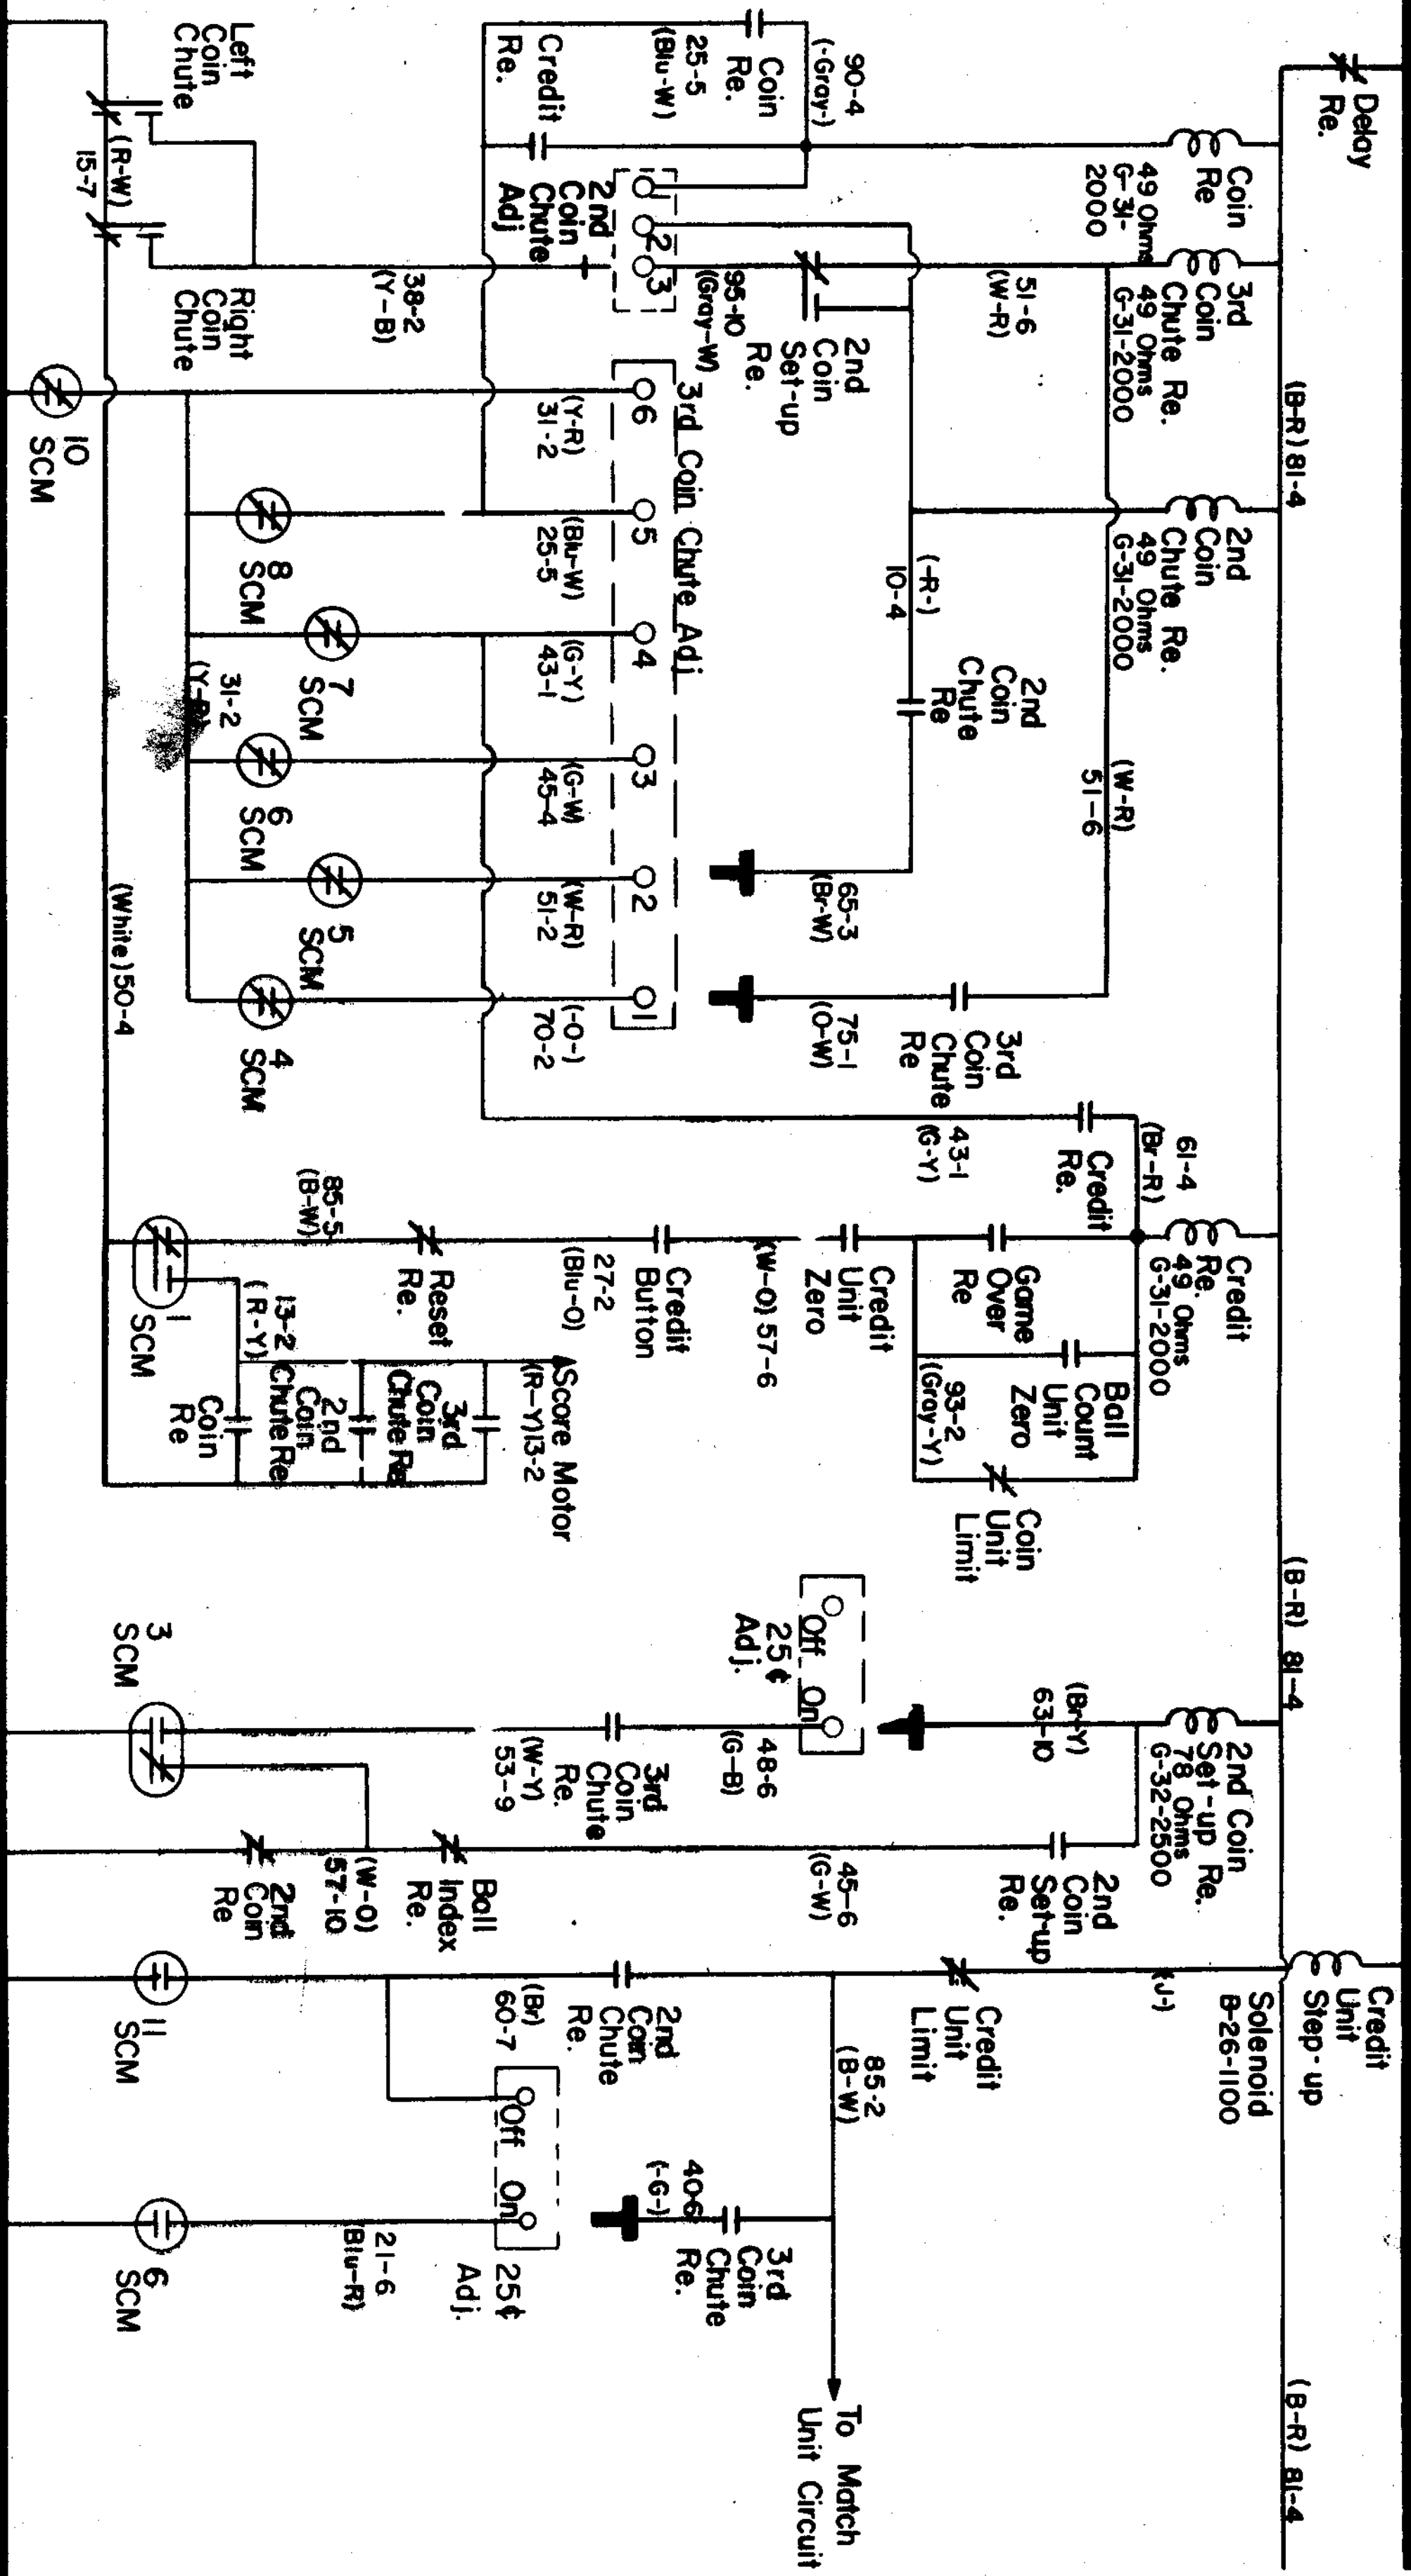 Delay
Re.
Coin
Re
49 Ohms
G-31-
2000
3rd
Coin
Chute Re.
49 Ohms
G-31-2000
(B-R) 81-4
2nd
Coin
Chute Re.
49 Ohms
G-31-2000
Credit
Re.
49 Ohms
G-31-2000
(B-R) 81-4
2nd Coin
Set-up Re.
78 Ohms
G-32-2500
Credit
Unit
Step-up
Solenoid
B-26-1100
(B-R) 81-4
90-4
(-Gray-)
Coin
Re.
25-5
(Blu-W)
Credit
Re.
51-6
(W-R)
(W-R)
51-6
1
2
3
2nd
Coin
Chute
Adj
95-10
(Gray-W)
2nd
Coin
Set-up
Re.
(-R-)
10-4
2nd
Coin
Chute
Re
65-3
(Br-W)
75-1
(O-W)
3rd
Coin
Chute
Re
Left
Coin
Chute
(R-W)
15-7
Right
Coin
Chute
38-2
(Y-B)
3rd Coin Chute Adj
6
5
4
3
2
1
(Y-R)
31-2
(Blu-W)
25-5
(G-Y)
43-1
(G-W)
45-4
(W-R)
51-2
(-O-)
70-2
10
SCM
8
SCM
7
SCM
6
SCM
5
SCM
4
SCM
31-2
(White) 50-4
61-4
(Br-R)
Credit
Re.
43-1
(G-Y)
Game
Over
Re
Ball
Count
Unit
Zero
93-2
(Gray-Y)
Coin
Unit
Limit
Credit
Unit
Zero
(W-O) 57-6
Credit
Button
27-2
(Blu-O)
Reset
Re.
85-5
(B-W)
1
SCM
13-2
(R-Y)
Coin
Re
2nd
Coin
Chute Re
3rd
Coin
Chute Re
Score Motor
(R-Y) 13-2
Off On
25¢
Adj.
(Br-Y)
63-10
48-6
(G-B)
3rd
Coin
Chute
Re.
(W-Y)
53-9
3
SCM
2nd
Coin
Set-up
Re.
45-6
(G-W)
Ball
Index
Re.
(W-O)
57-10
2nd
Coin
Re
(J-)
Credit
Unit
Limit
85-2
(B-W)
2nd
Coin
Chute
Re.
(Br)
60-7
11
SCM
Off On
25¢
Adj.
40-6
(-G-)
3rd
Coin
Chute
Re.
21-6
Blu-R)
6
SCM
To Match
Unit Circuit